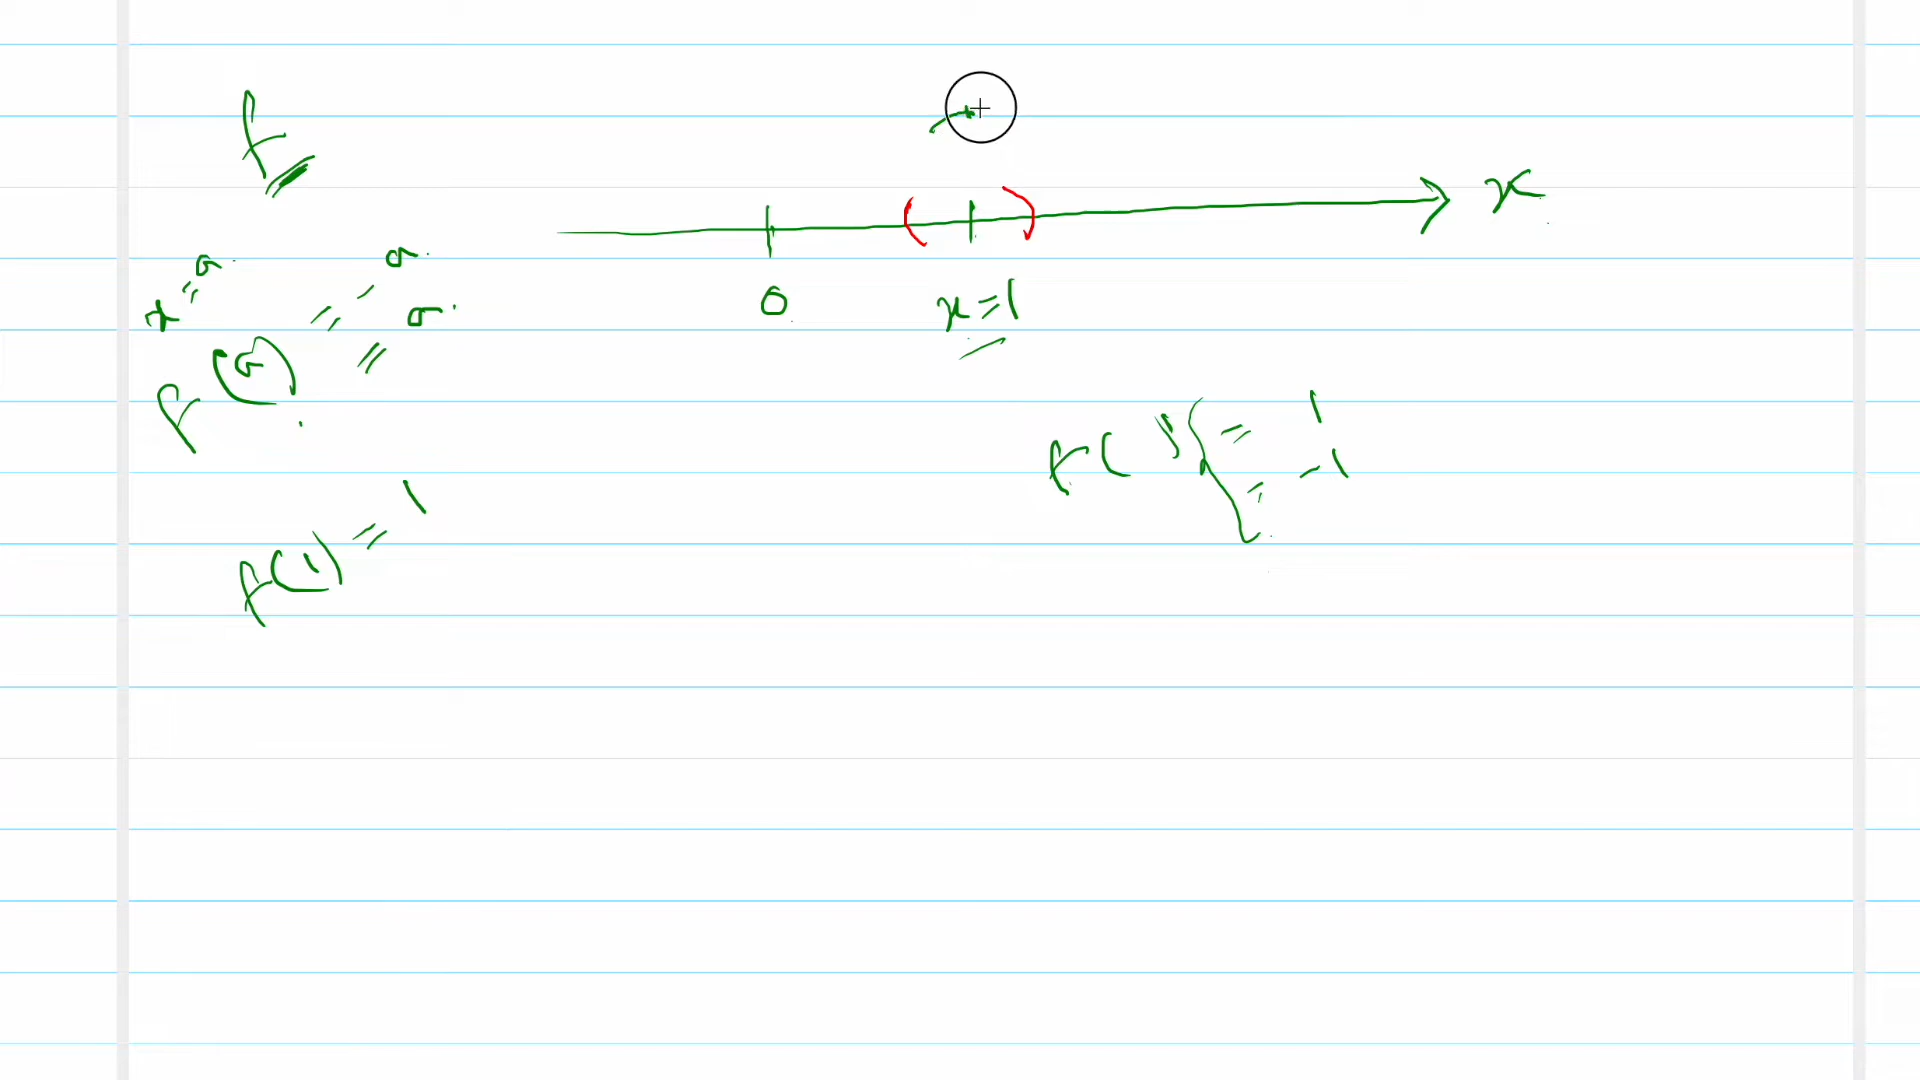 f
x
x = a
= - a
0
x = 1
f(a)
= a
f( 1) { = 1
= -1
f(1) = 1